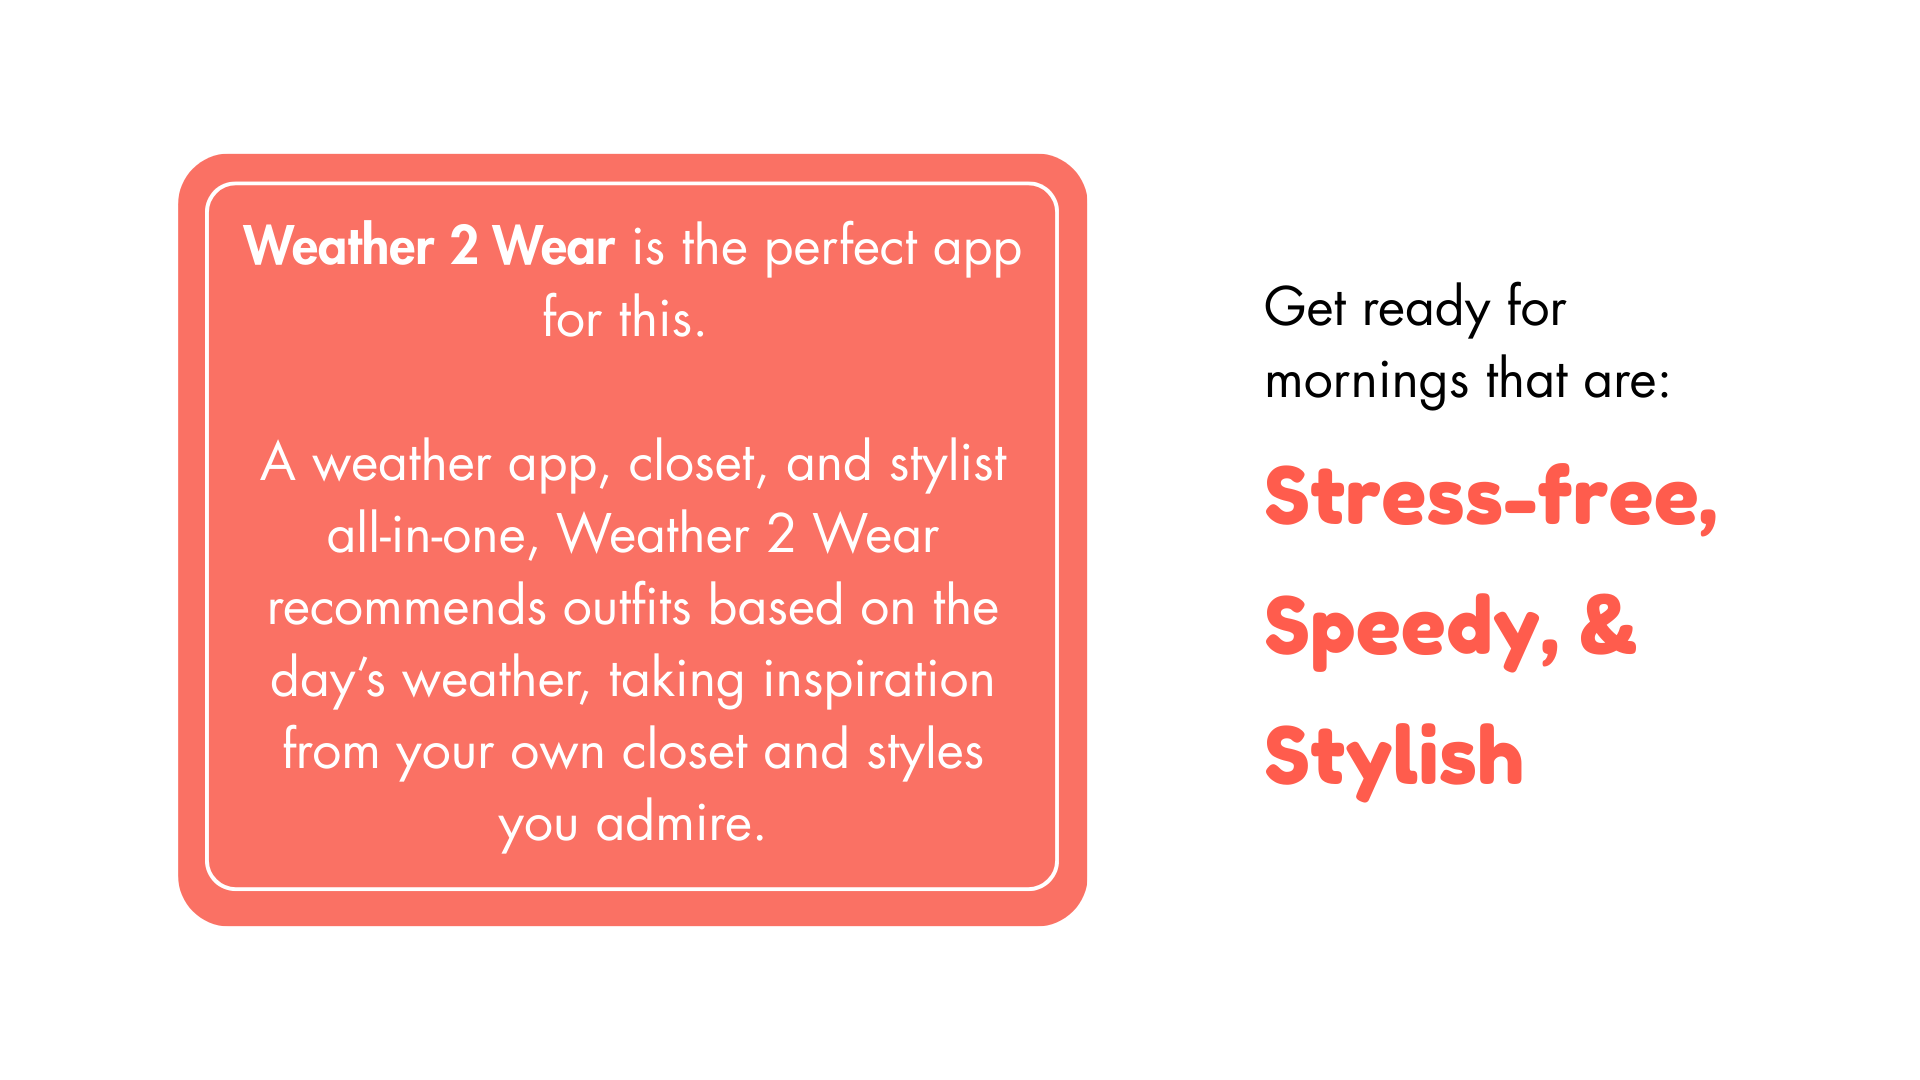 Weather 2 Wear is the perfect app
for this.
A weather app, closet, and stylist
all-in-one, Weather 2 Wear
recommends outfits based on the
day’s weather, taking inspiration
from your own closet and styles
you admire.
Get ready for
mornings that are:
Stress-free,
Speedy, &
Stylish